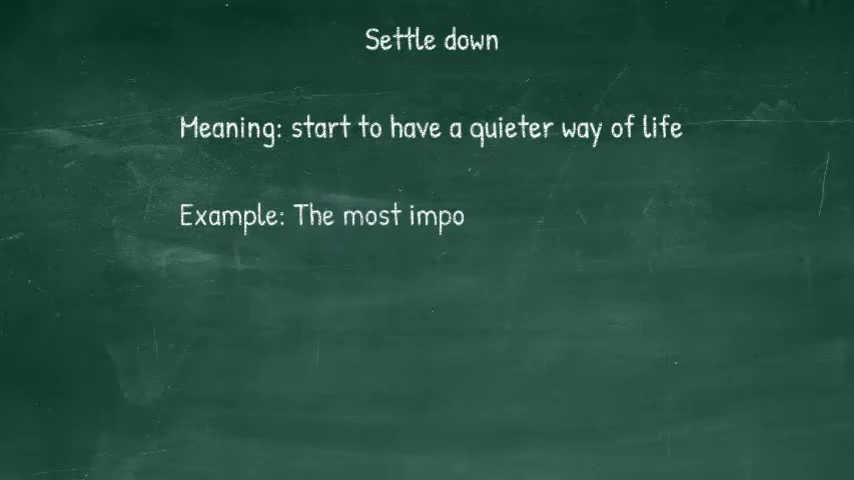 Settle down
Meaning: start to have a quieter way of life
Example: The most impo